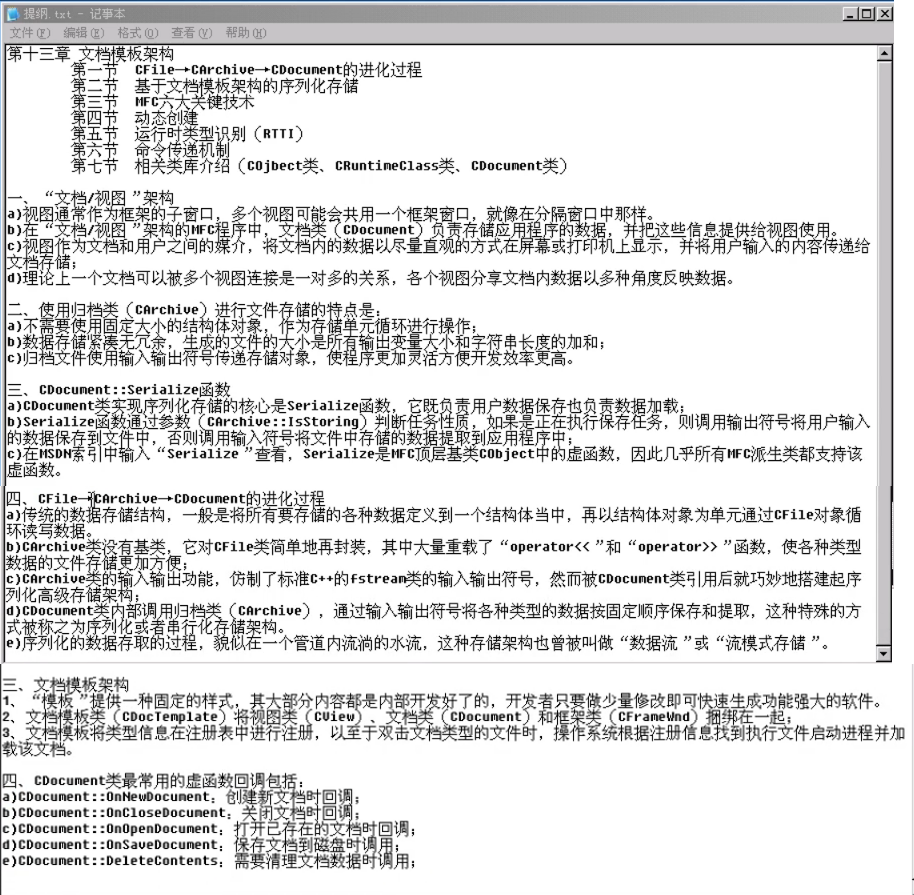 提纲.txt - 记事本
文件(F) 编辑(E) 格式(O) 查看(V) 帮助(H)
第十三章 文档模板架构
第一节 CFile→CArchive→CDocument的进化过程
第二节 基于文档模板架构的序列化存储
第三节 MFC六大关键技术
第四节 动态创建
第五节 运行时类型识别（RTTI）
第六节 命令传递机制
第七节 相关类库介绍（CObject类、CRuntimeClass类、CDocument类）
一、“文档/视图”架构
a)视图通常作为框架的子窗口，多个视图可能会共用一个框架窗口，就像在分隔窗口中那样。
b)在“文档/视图”架构的MFC程序中，文档类（CDocument）负责存储应用程序的数据，并把这些信息提供给视图使用。
c)视图作为文档和用户之间的媒介，将文档内的数据以尽量直观的方式在屏幕或打印机上显示，并将用户输入的内容传递给
文档存储；
d)理论上一个文档可以被多个视图连接是一对多的关系，各个视图分享文档内数据以多种角度反映数据。
二、使用归档类（CArchive）进行文件存储的特点是：
a)不需要使用固定大小的结构体对象，作为存储单元循环进行操作；
b)数据存储紧凑无冗余，生成的文件的大小是所有输出变量大小和字符串长度的加和；
c)归档文件使用输入输出符号传递存储对象，使程序更加灵活方便开发效率更高。
三、CDocument::Serialize函数
a)CDocument类实现序列化存储的核心是Serialize函数，它既负责用户数据保存也负责数据加载；
b)Serialize函数通过参数（CArchive::IsStoring）判断任务性质，如果是正在执行保存任务，则调用输出符号将用户输入
的数据保存到文件中，否则调用输入符号将文件中存储的数据提取到应用程序中；
c)在MSDN索引中输入“Serialize”查看，Serialize是MFC顶层基类CObject中的虚函数，因此几乎所有MFC派生类都支持该
虚函数。
四、CFile→CArchive→CDocument的进化过程
a)传统的数据存储结构，一般是将所有要存储的各种数据定义到一个结构体当中，再以结构体对象为单元通过CFile对象循
环读写数据。
b)CArchive类没有基类，它对CFile类简单地再封装，其中大量重载了“operator<<”和“operator>>”函数，使各种类型
数据的文件存储更加方便；
c)CArchive类的输入输出功能，仿制了标准C++的fstream类的输入输出符号，然而被CDocument类引用后就巧妙地搭建起序
列化高级存储架构；
d)CDocument类内部调用归档类（CArchive），通过输入输出符号将各种类型的数据按固定顺序保存和提取，这种特殊的方
式被称之为序列化或者串行化存储架构。
e)序列化的数据存取的过程，貌似在一个管道内流淌的水流，这种存储架构也曾被叫做“数据流”或“流模式存储”。
三、文档模板架构
1、“模板”提供一种固定的样式，其大部分内容都是内部开发好了的，开发者只要做少量修改即可快速生成功能强大的软件。
2、文档模板类（CDocTemplate）将视图类（CView）、文档类（CDocument）和框架类（CFrameWnd）捆绑在一起；
3、文档模板将类型信息在注册表中进行注册，以至于双击文档类型的文件时，操作系统根据注册信息找到执行文件启动进程并加
载该文档。
四、CDocument类最常用的虚函数回调包括：
a)CDocument::OnNewDocument：创建新文档时回调；
b)CDocument::OnCloseDocument：关闭文档时回调；
c)CDocument::OnOpenDocument：打开已存在的文档时回调；
d)CDocument::OnSaveDocument：保存文档到磁盘时调用；
e)CDocument::DeleteContents：需要清理文档数据时调用；